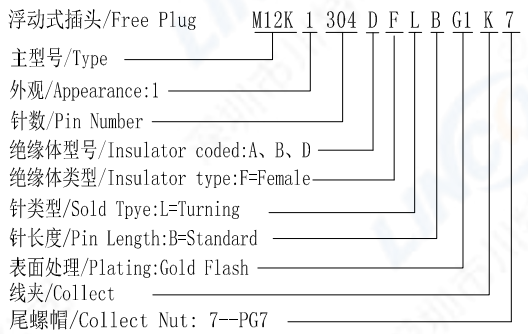 浮动式插头/Free Plug M12K 1 304 D F L B G1 K 7
主型号/Type
外观/Appearance:1
针数/Pin Number
绝缘体型号/Insulator coded:A、B、D
绝缘体类型/Insulator type:F=Female
针类型/Sold Tpye:L=Turning
针长度/Pin Length:B=Standard
表面处理/Plating:Gold Flash
线夹/Collect
尾螺帽/Collect Nut: 7--PG7